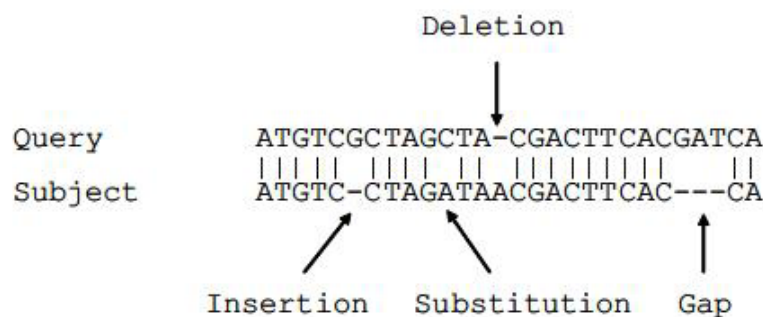 Deletion
Query ATGTCGCTAGCTA-CGACTTCACGATCA
||||| |||| || ||||||||| ||
Subject ATGTC-CTAGATAACGACTTCAC---CA
Insertion Substitution Gap